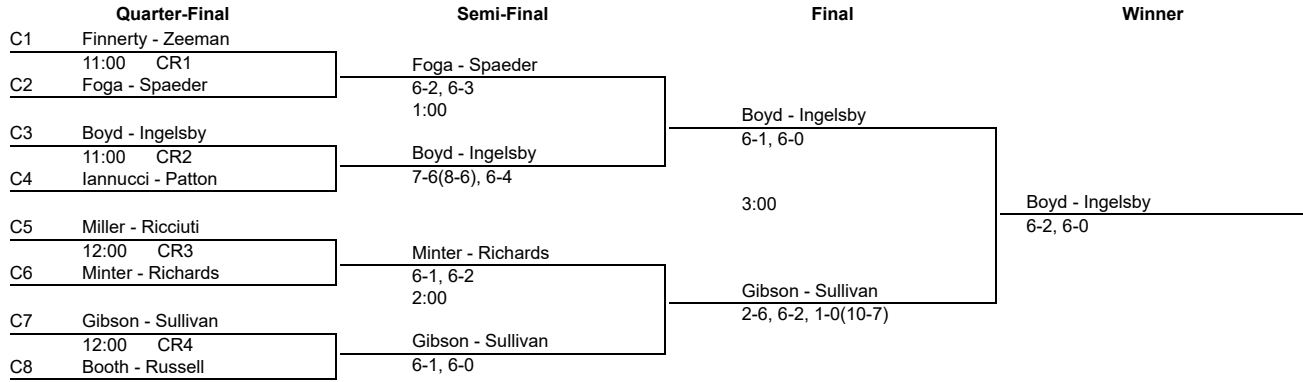 Quarter-Final Semi-Final Final Winner
C1 Finnerty - Zeeman
11:00 CR1
C2 Foga - Spaeder
C3 Boyd - Ingelsby
11:00 CR2
C4 Iannucci - Patton
C5 Miller - Ricciuti
12:00 CR3
C6 Minter - Richards
C7 Gibson - Sullivan
12:00 CR4
C8 Booth - Russell
Foga - Spaeder
6-2, 6-3
1:00
Boyd - Ingelsby
7-6(8-6), 6-4
Minter - Richards
6-1, 6-2
2:00
Gibson - Sullivan
6-1, 6-0
Boyd - Ingelsby
6-1, 6-0
3:00
Gibson - Sullivan
2-6, 6-2, 1-0(10-7)
Boyd - Ingelsby
6-2, 6-0